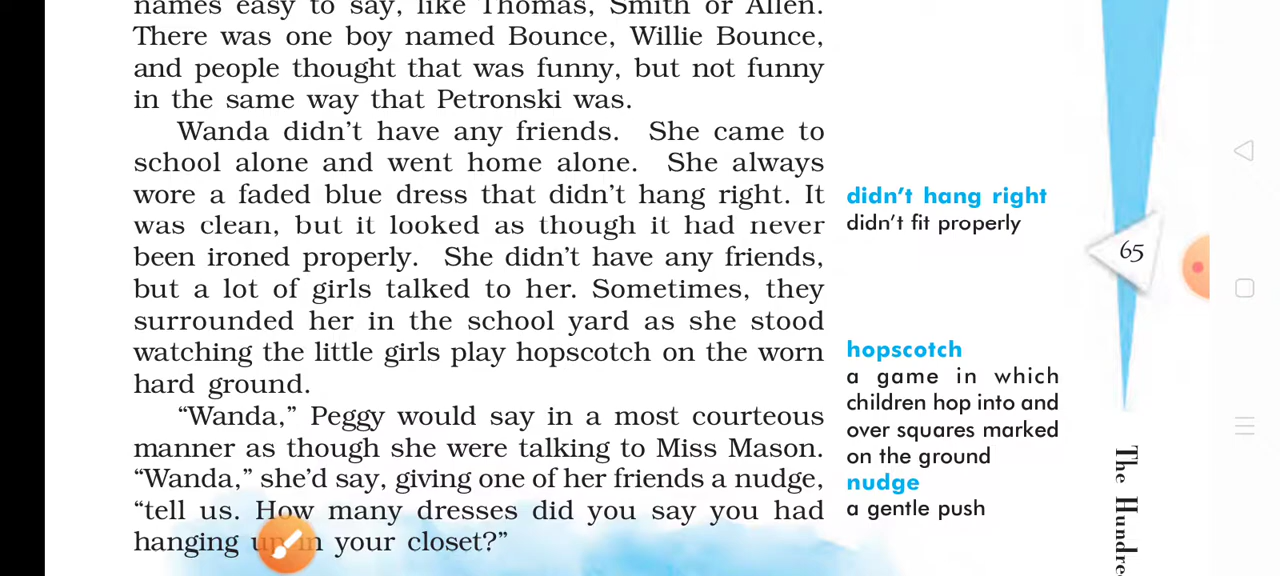 names easy to say, like Thomas, Smith or Allen.
There was one boy named Bounce, Willie Bounce,
and people thought that was funny, but not funny
in the same way that Petronski was.
Wanda didn't have any friends. She came to
school alone and went home alone. She always
wore a faded blue dress that didn't hang right. It
was clean, but it looked as though it had never
been ironed properly. She didn't have any friends,
but a lot of girls talked to her. Sometimes, they
surrounded her in the school yard as she stood
watching the little girls play hopscotch on the worn
hard ground.
“Wanda,” Peggy would say in a most courteous
manner as though she were talking to Miss Mason.
“Wanda,” she'd say, giving one of her friends a nudge,
“tell us. How many dresses did you say you had
hanging up in your closet?”
didn't hang right
didn't fit properly
hopscotch
a game in which
children hop into and
over squares marked
on the ground
nudge
a gentle push
65
The